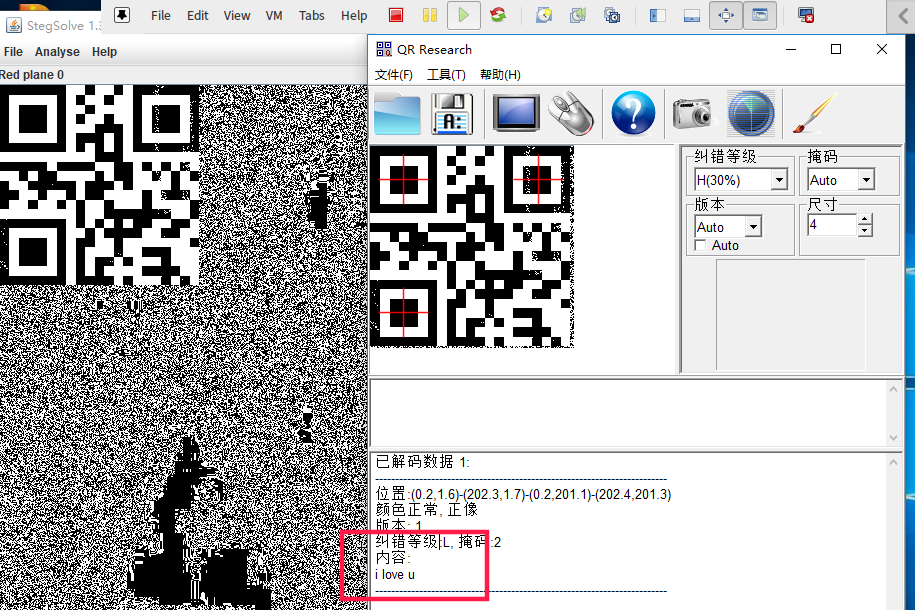 File Edit View VM Tabs Help
StegSolve 1.3
File Analyse Help
Red plane 0
QR Research
文件(F) 工具(T) 帮助(H)
纠错等级 掩码
H(30%) Auto
版本 尺寸
Auto 4
Auto
已解码数据 1:
位置:(0.2,1.6)-(202.3,1.7)-(0.2,201.1)-(202.4,201.3)
颜色正常, 正像
版本: 1
纠错等级:L, 掩码:2
内容:
i love u